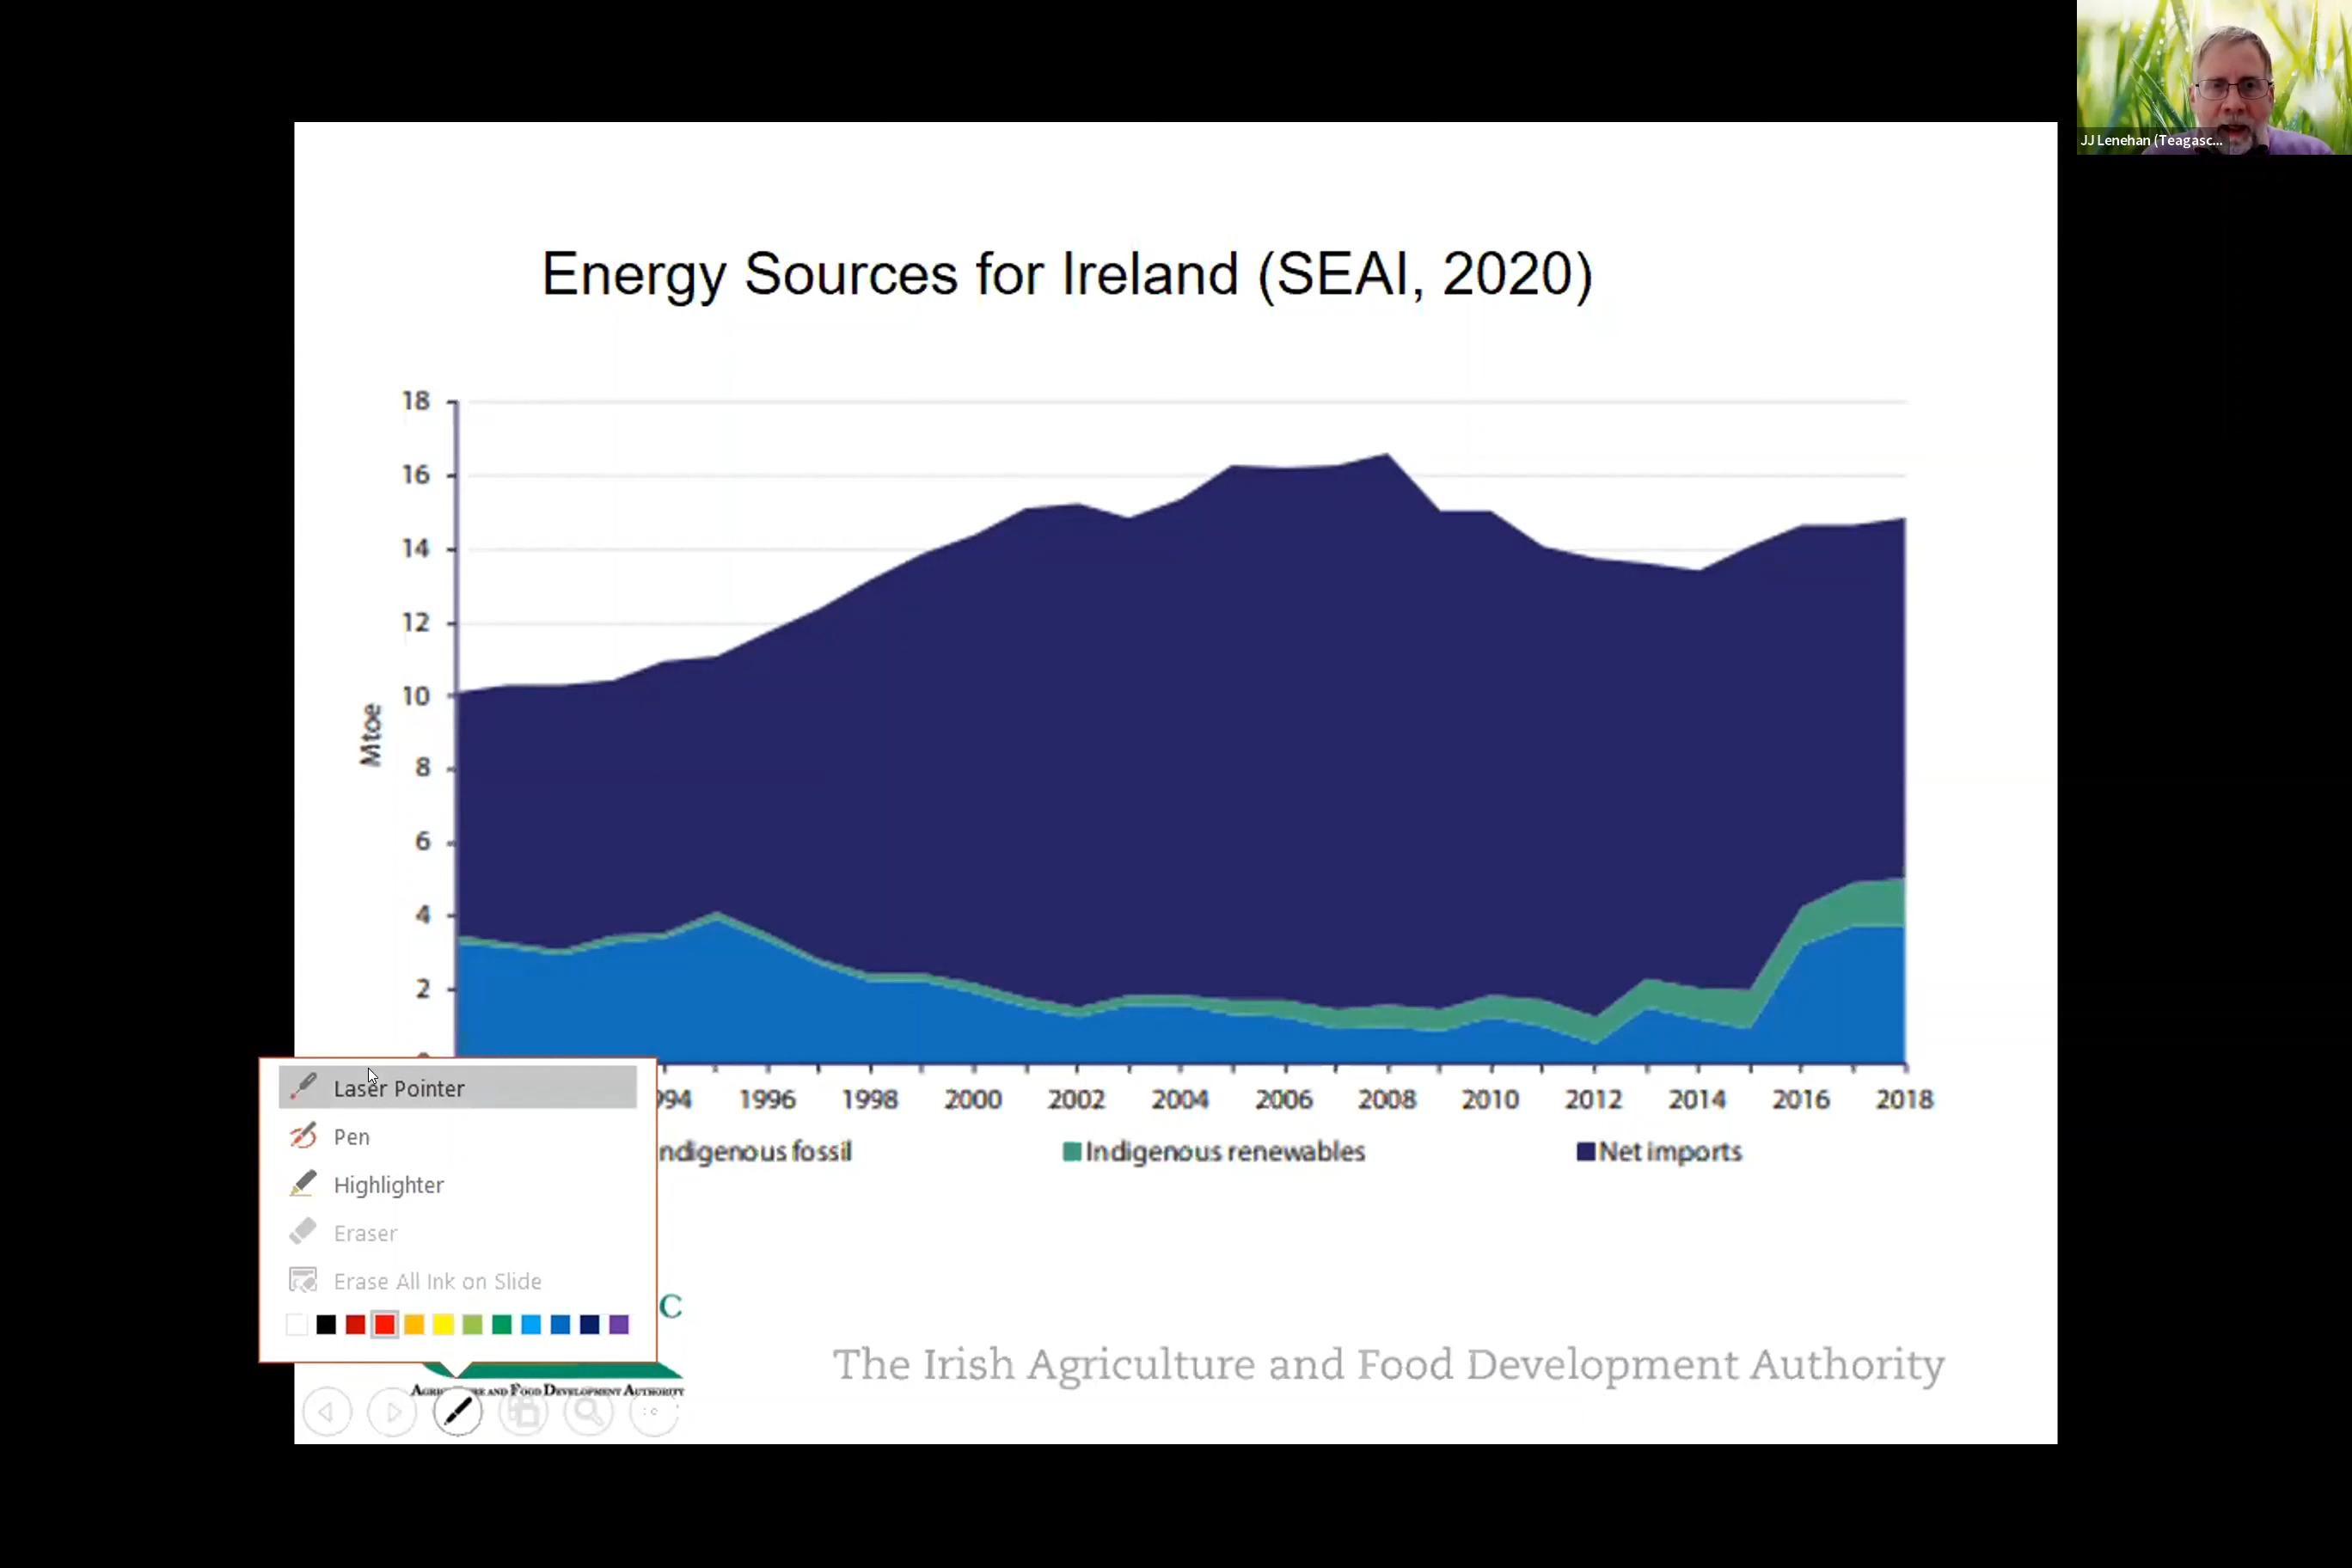 JJ Lenehan (Teagasc...
Energy Sources for Ireland (SEAI, 2020)
18
16
14
12
10
8
6
4
2
Mtoe
994 1996 1998 2000 2002 2004 2006 2008 2010 2012 2014 2016 2018
ndigenous fossil Indigenous renewables Net imports
Laser Pointer
Pen
Highlighter
Eraser
Erase All Ink on Slide
C
The Irish Agriculture and Food Development Authority
AND FOOD DEVELOPMENT AUTHORITY